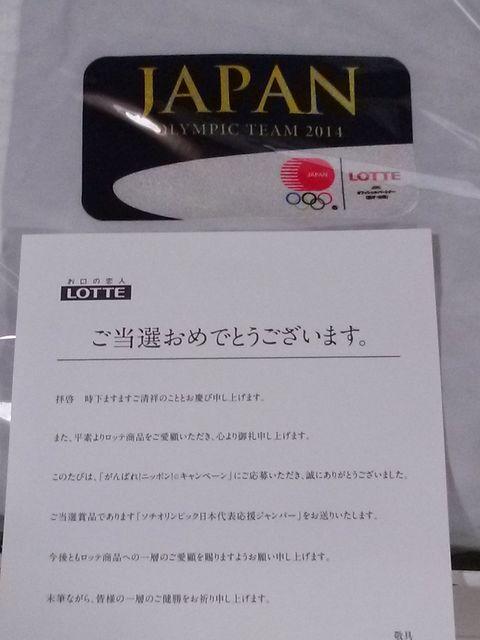 JAPAN
OLYMPIC TEAM 2014
JAPAN
LOTTE
お口の恋人
LOTTE
ご当選おめでとうございます。
拝啓　時下ますますご清祥のこととお慶び申し上げます。
また、平素よりロッテ商品をご愛顧いただき、心より御礼申し上げます。
このたびは、「がんばれ!ニッポン!®キャンペーン」にご応募いただき、誠にありがとうございました。
ご当選賞品であります「ソチオリンピック日本代表応援ジャンパー」をお送りいたします。
今後ともロッテ商品への一層のご愛顧を賜りますようお願い申し上げます。
末筆ながら、皆様の一層のご健勝をお祈り申し上げます。
敬具